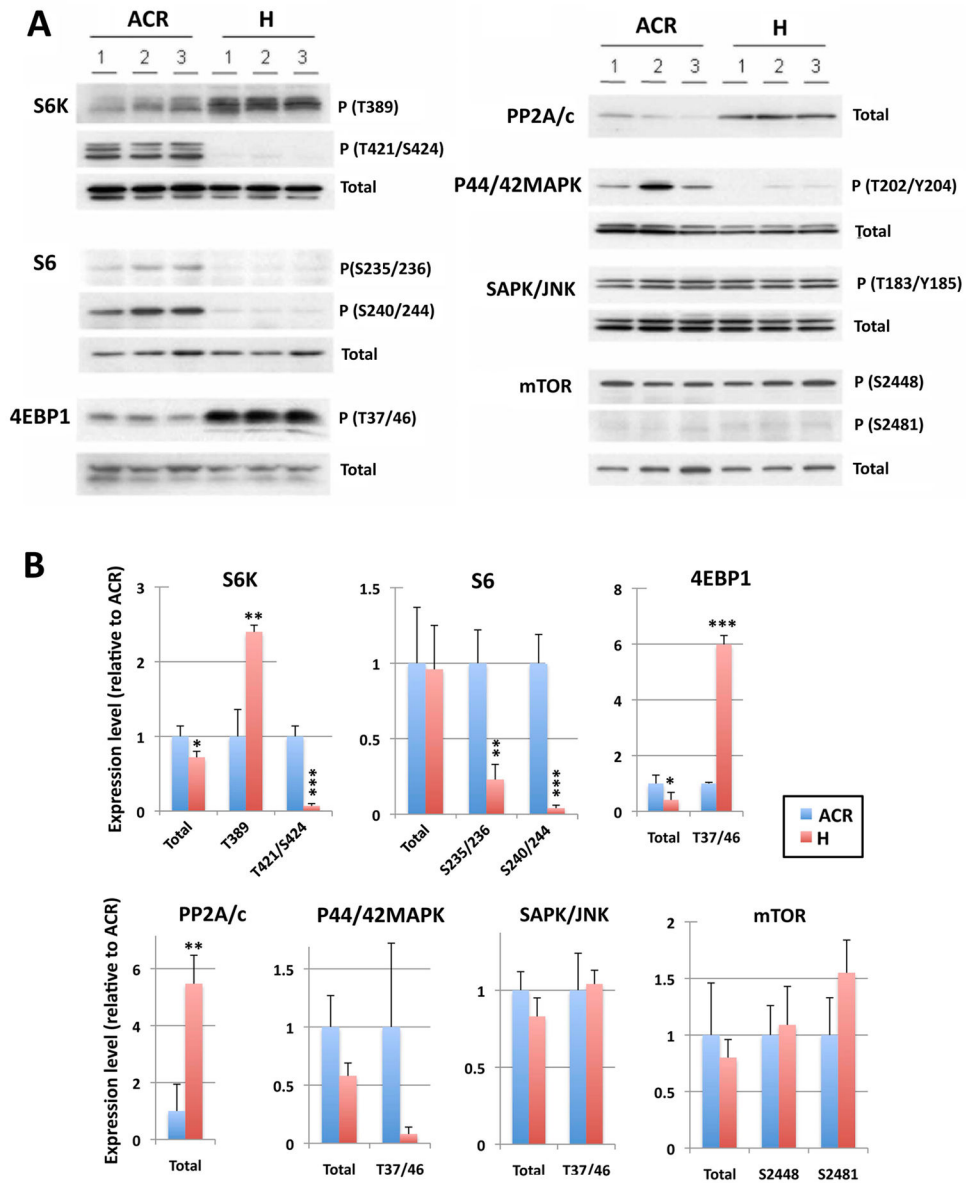 A
ACR H
1 2 3 1 2 3
S6K P (T389)
P (T421/S424)
Total
S6 P(S235/236)
P (S240/244)
Total
4EBP1 P (T37/46)
Total
ACR H
1 2 3 1 2 3
PP2A/c Total
P44/42MAPK P (T202/Y204)
Total
SAPK/JNK P (T183/Y185)
Total
mTOR P (S2448)
P (S2481)
Total
B
Expression level (relative to ACR)
S6K
3
2
1
0
* ** ***
Total T389 T421/S424
S6
1.5
1
0.5
0
** ***
Total S235/236 S240/244
4EBP1
8
6
4
2
0
* ***
Total T37/46
ACR
H
Expression level (relative to ACR)
PP2A/c
6
4
2
0
**
Total
P44/42MAPK
1.5
1
0.5
0
Total T37/46
SAPK/JNK
1
0.5
0
Total T37/46
mTOR
2
1.5
1
0.5
0
Total S2448 S2481